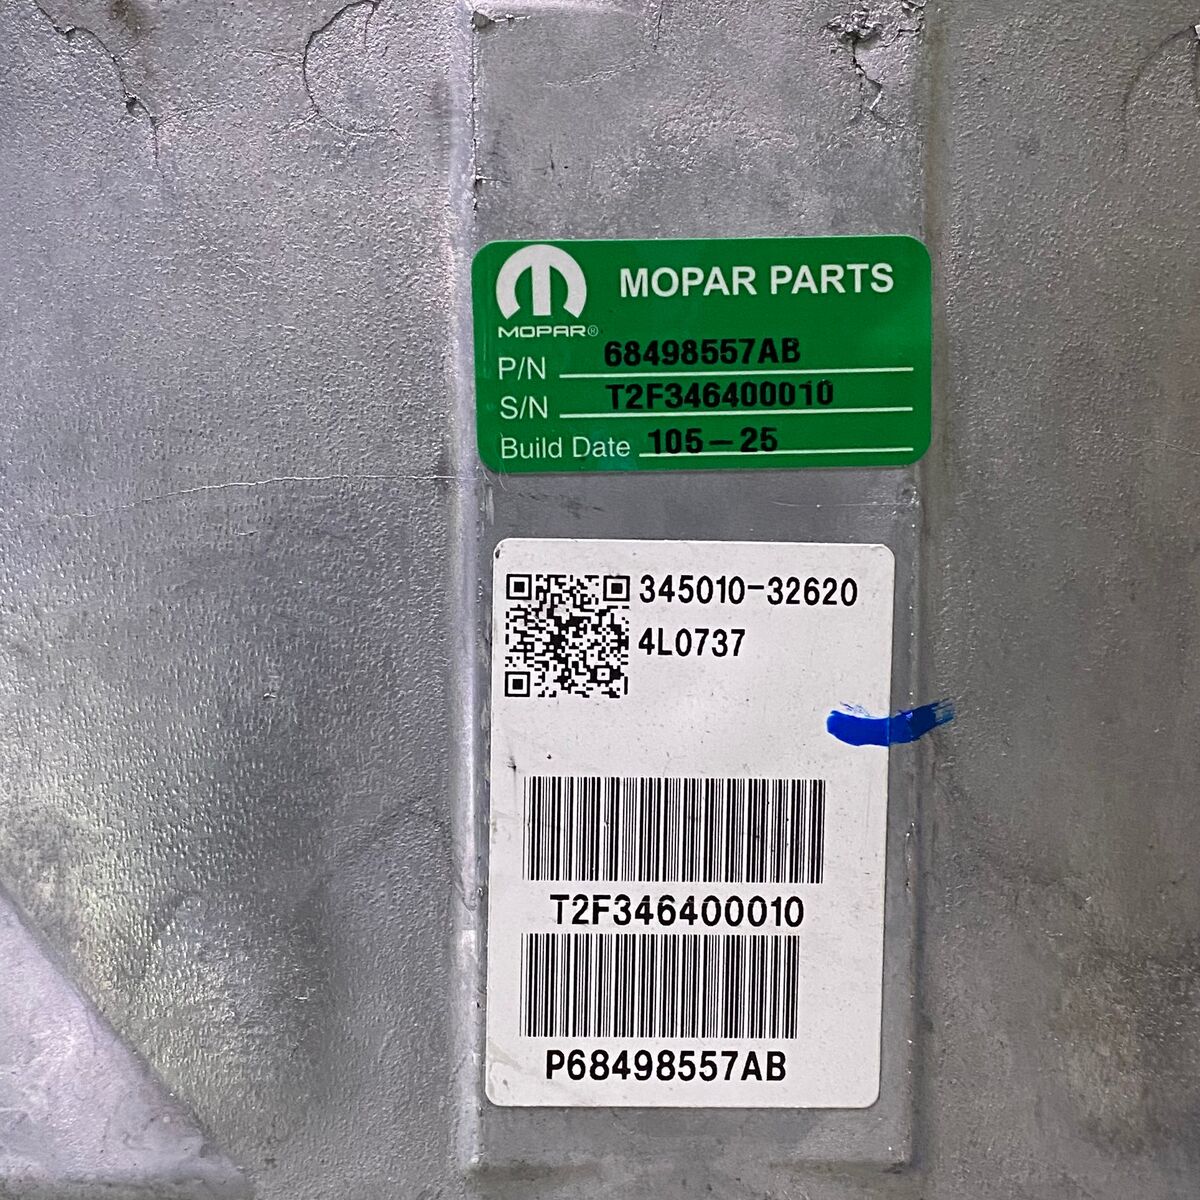 MOPAR PARTS
MOPAR®
P/N 68498557AB
S/N T2F346400010
Build Date 105-25
345010-32620
4L0737
T2F346400010
P68498557AB